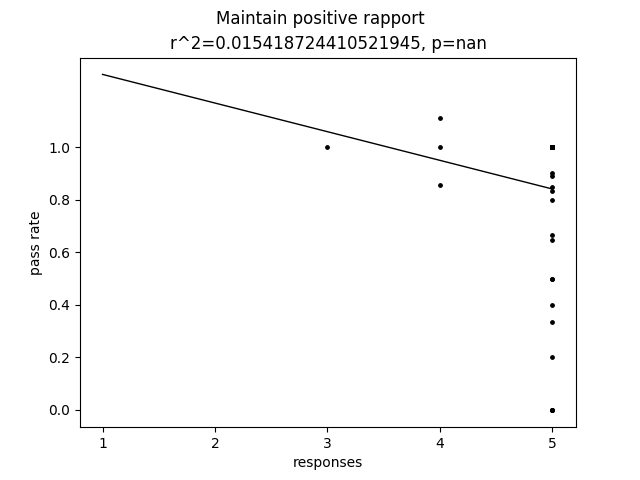 Maintain positive rapport
r^2=0.015418724410521945, p=nan
1.0
0.8
0.6
0.4
0.2
0.0
pass rate
1 2 3 4 5
responses